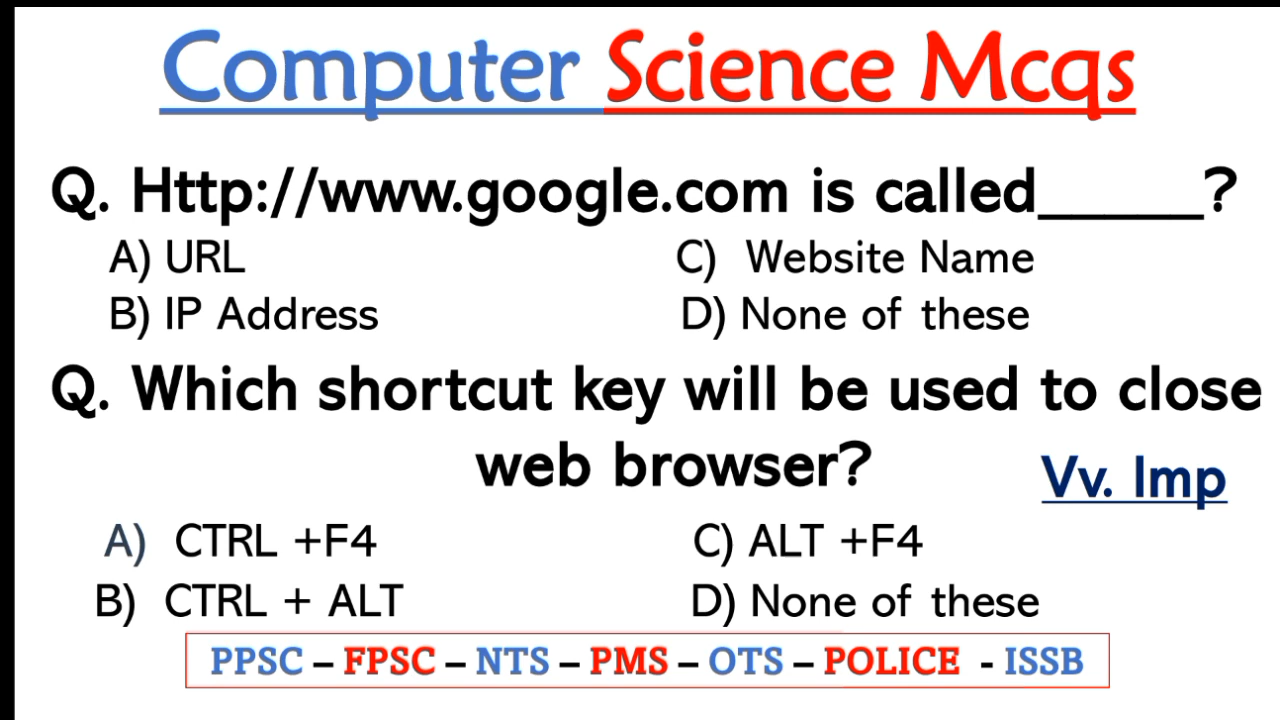 Computer Science Mcqs
Q. Http://www.google.com is called_____?
A) URL
C) Website Name
B) IP Address
D) None of these
Q. Which shortcut key will be used to close
web browser?
Vv. Imp
A) CTRL +F4
C) ALT +F4
B) CTRL + ALT
D) None of these
PPSC – FPSC – NTS – PMS – OTS – POLICE - ISSB